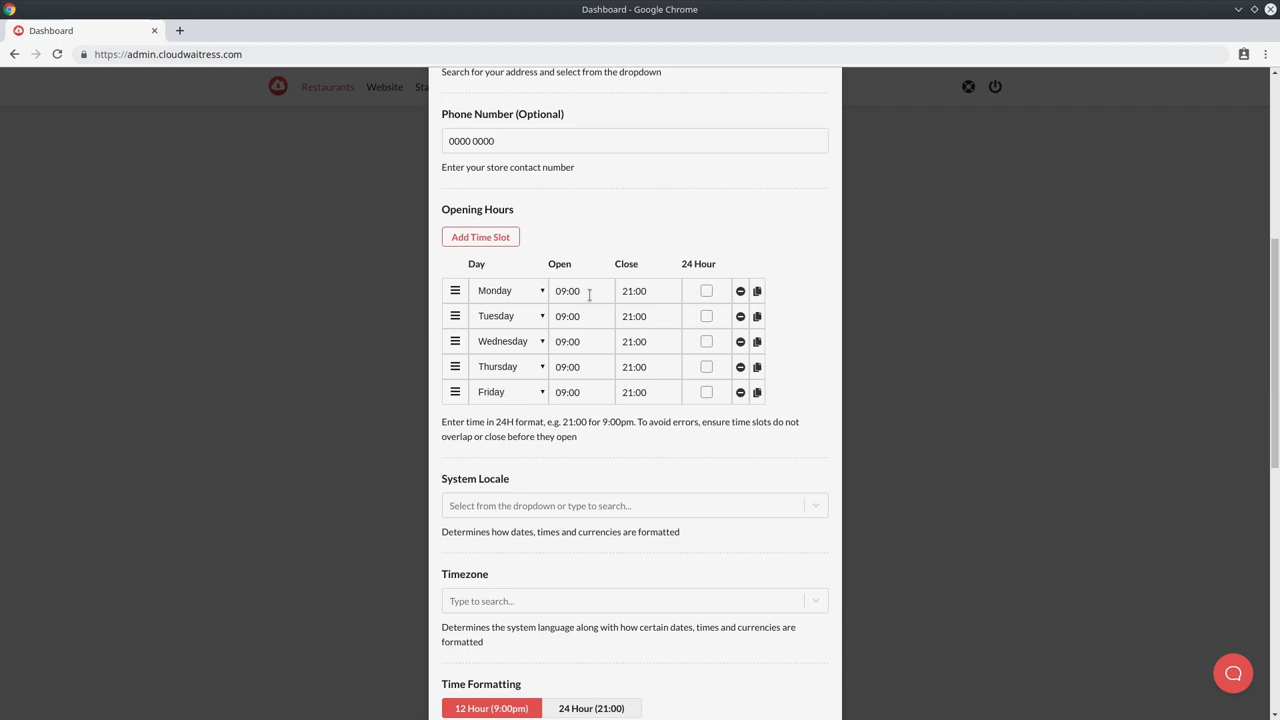 Dashboard - Google Chrome
Dashboard
https://admin.cloudwaitress.com
Restaurants Website Sta
Search for your address and select from the dropdown
Phone Number (Optional)
0000 0000
Enter your store contact number
Opening Hours
Add Time Slot
Day Open Close 24 Hour
Monday 09:00 21:00
Tuesday 09:00 21:00
Wednesday 09:00 21:00
Thursday 09:00 21:00
Friday 09:00 21:00
Enter time in 24H format, e.g. 21:00 for 9:00pm. To avoid errors, ensure time slots do not
overlap or close before they open
System Locale
Select from the dropdown or type to search...
Determines how dates, times and currencies are formatted
Timezone
Type to search...
Determines the system language along with how certain dates, times and currencies are
formatted
Time Formatting
12 Hour (9:00pm) 24 Hour (21:00)